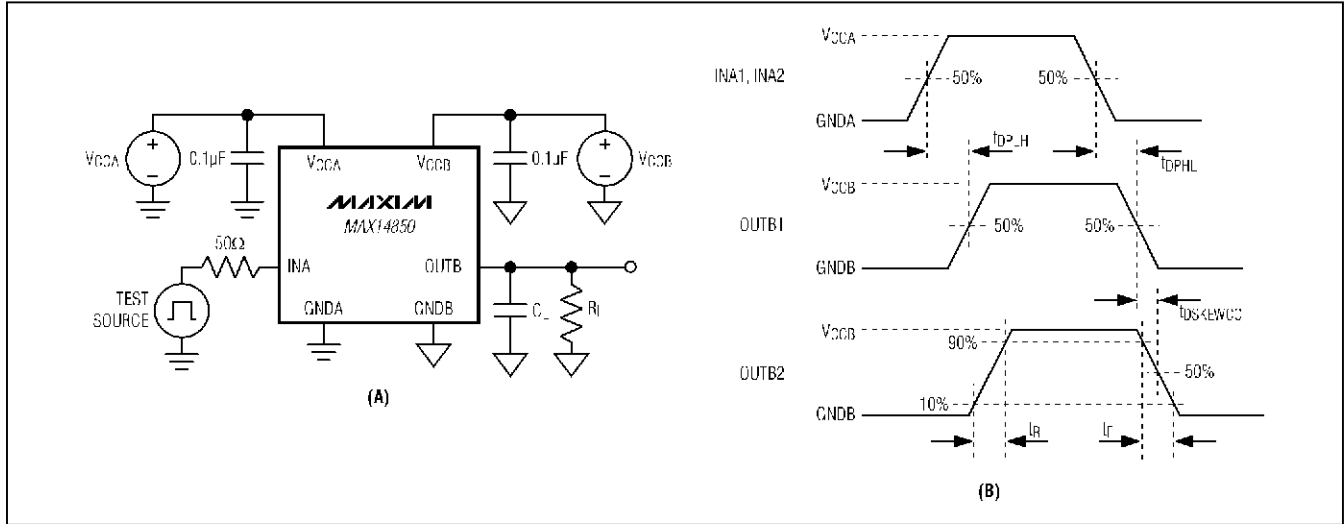 VCCA
0.1µF
VCCA
VCCB
0.1µF
VCCB
MAXIM
MAX14850
50Ω
INA
OUTB
TEST
SOURCE
GNDA
GNDB
CL
RL
(A)
INA1, INA2
VCCA
50%
50%
GNDA
tDPLH
tDPHL
VCCB
OUTB1
50%
50%
GNDB
tDSKEWCC
VCCB
90%
OUTB2
50%
10%
GNDB
tR
tF
(B)